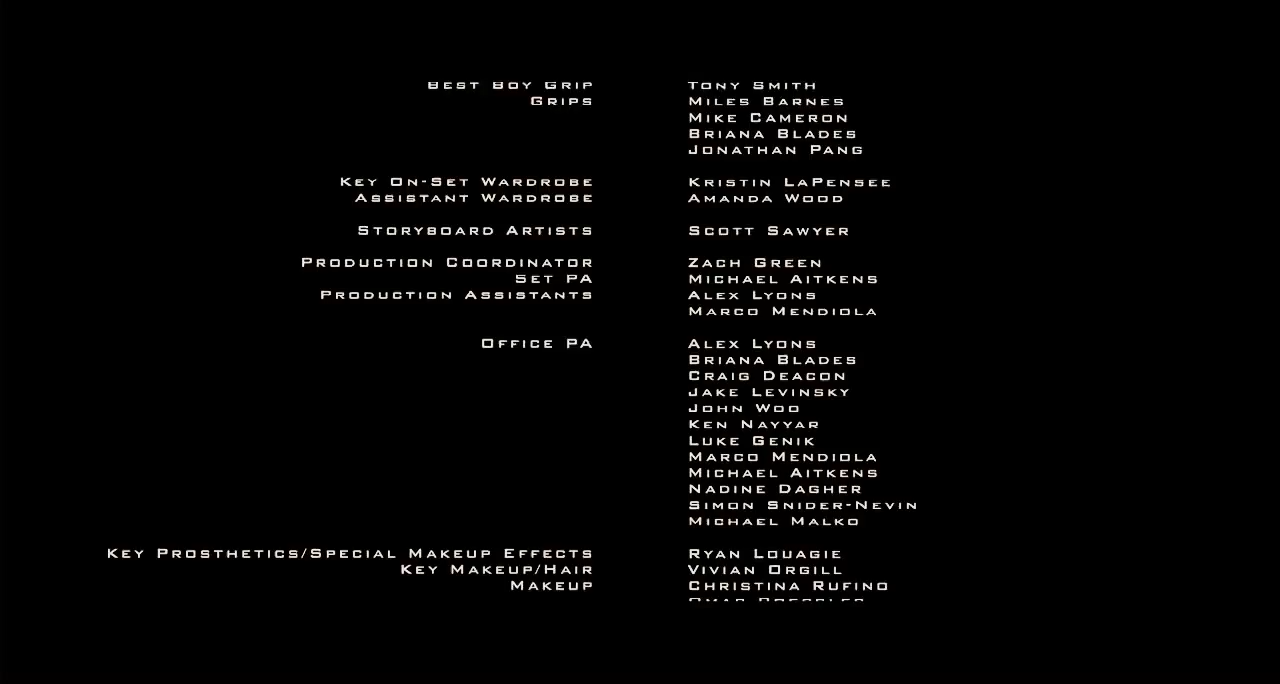 Best Boy Grip Tony Smith
Grips Miles Barnes
Mike Cameron
Briana Blades
Jonathan Pang
Key On-Set Wardrobe Kristin LaPensee
Assistant Wardrobe Amanda Wood
Storyboard Artists Scott Sawyer
Production Coordinator Zach Green
Set PA Michael Aitkens
Production Assistants Alex Lyons
Marco Mendiola
Office PA Alex Lyons
Briana Blades
Craig Deacon
Jake Levinsky
John Woo
Ken Nayyar
Luke Genik
Marco Mendiola
Michael Aitkens
Nadine Dagher
Simon Snider-Nevin
Michael Malko
Key Prosthetics/Special Makeup Effects Ryan Louagie
Key Makeup/Hair Vivian Orgill
Makeup Christina Rufino